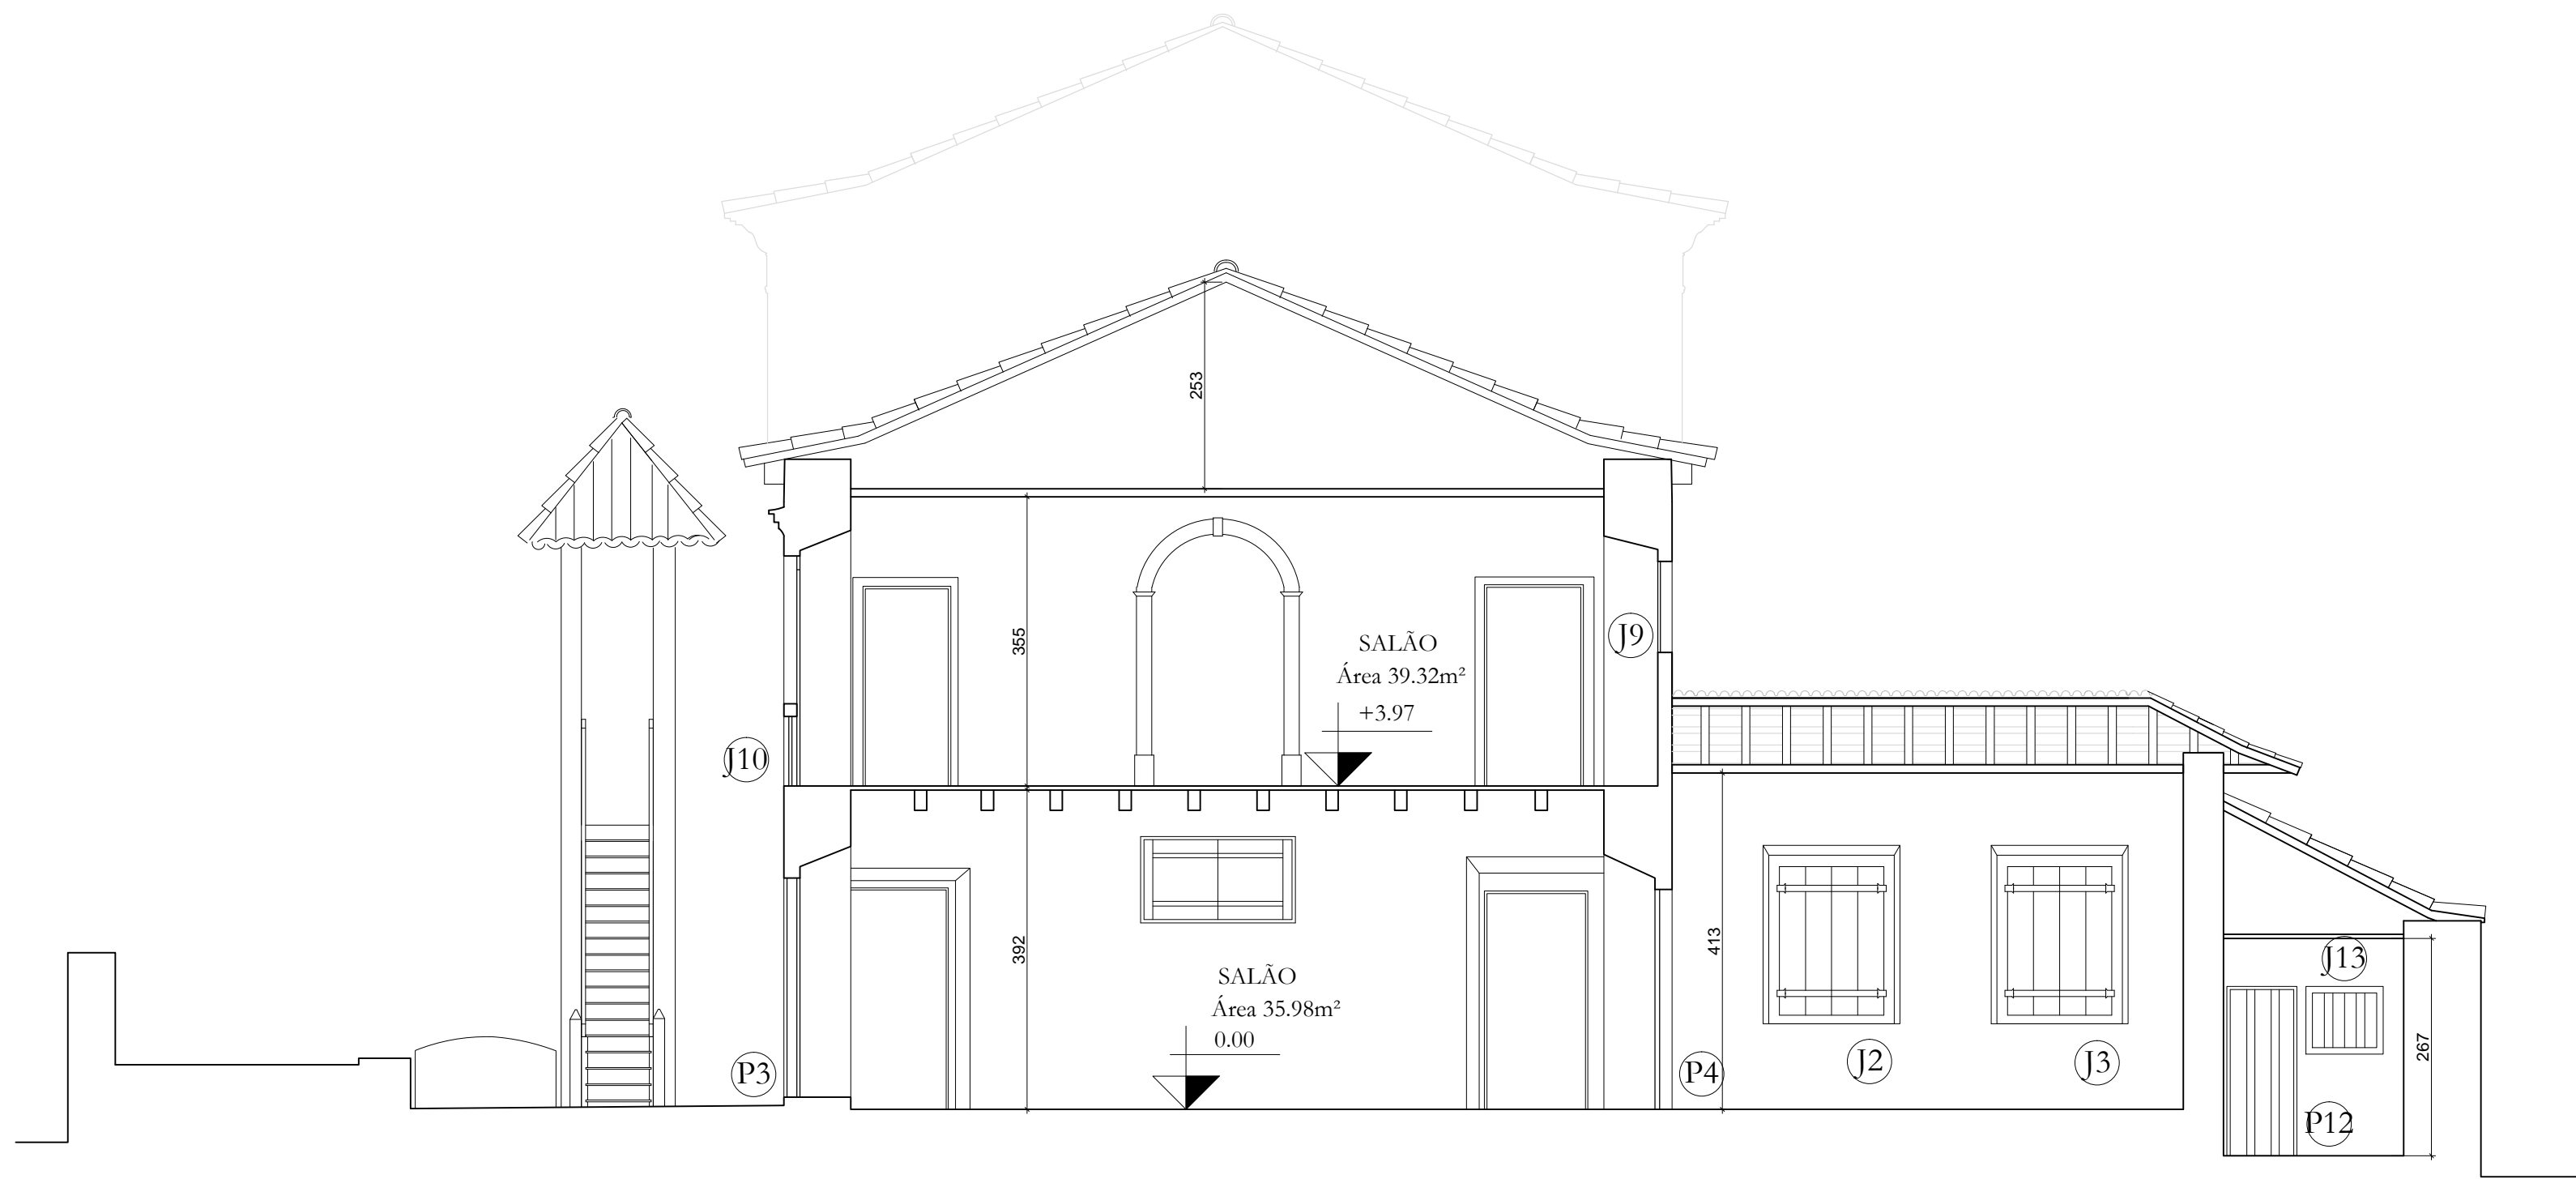 253
355
SALÃO
Área 39.32m²
+3.97
J9
J10
392
SALÃO
Área 35.98m²
0.00
P3
P4
413
J2
J3
J13
267
P12